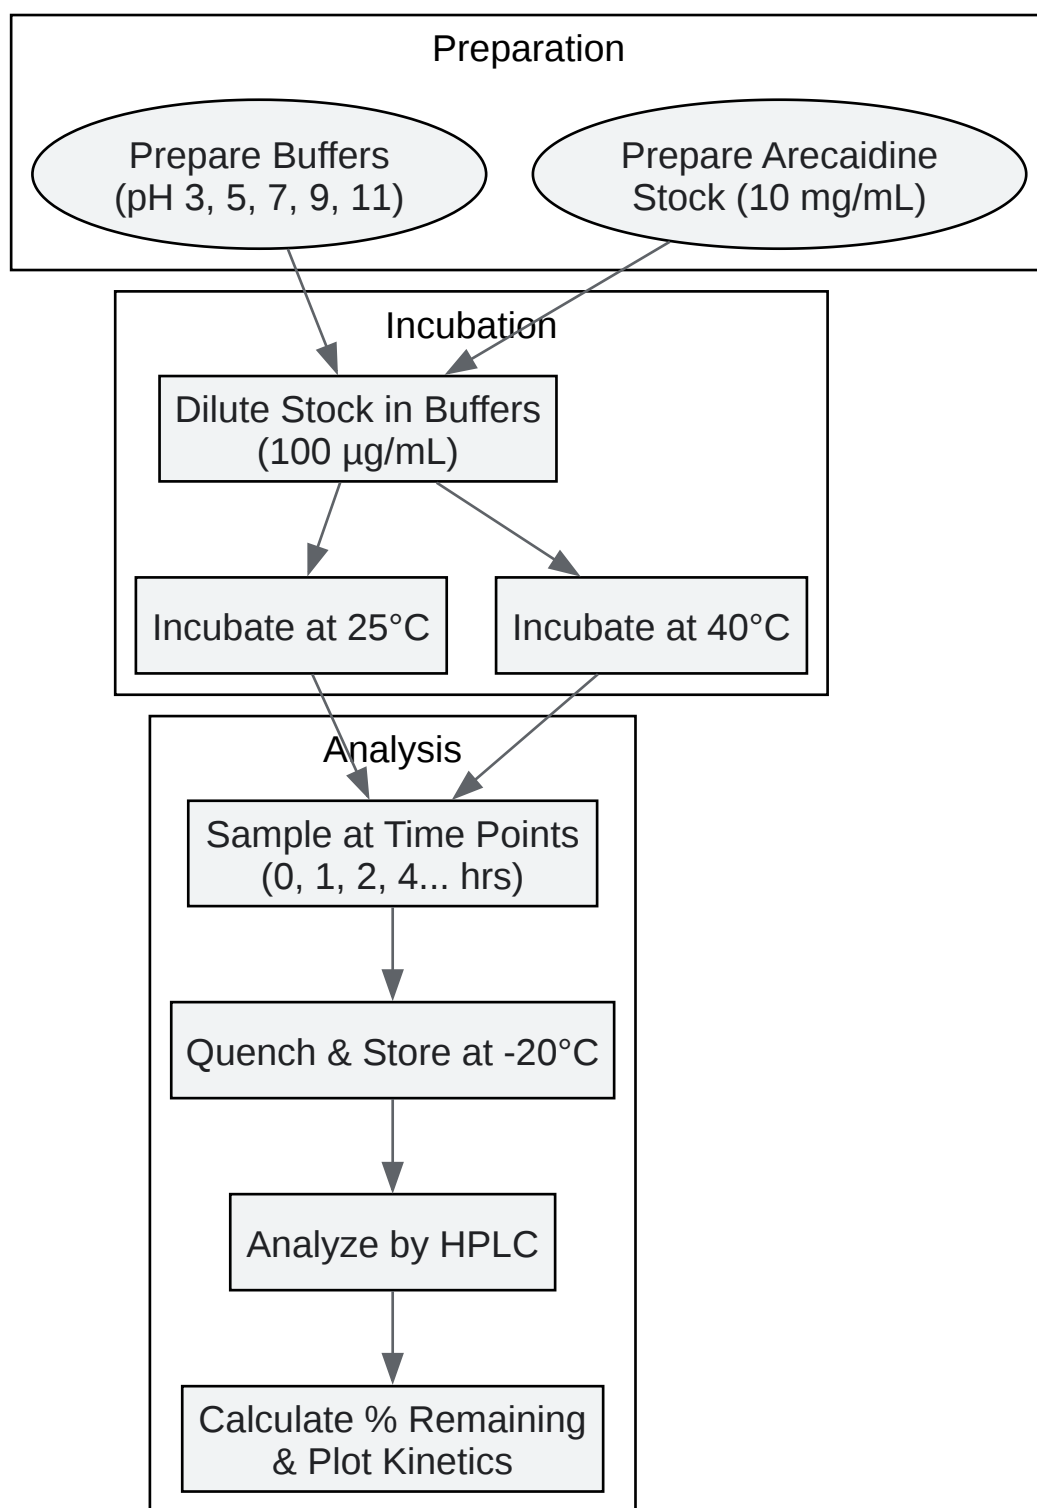 Preparation
Prepare Buffers
(pH 3, 5, 7, 9, 11)
Prepare Arecaidine
Stock (10 mg/mL)
Incubation
Dilute Stock in Buffers
(100 µg/mL)
Incubate at 25°C
Incubate at 40°C
Analysis
Sample at Time Points
(0, 1, 2, 4... hrs)
Quench & Store at -20°C
Analyze by HPLC
Calculate % Remaining
& Plot Kinetics